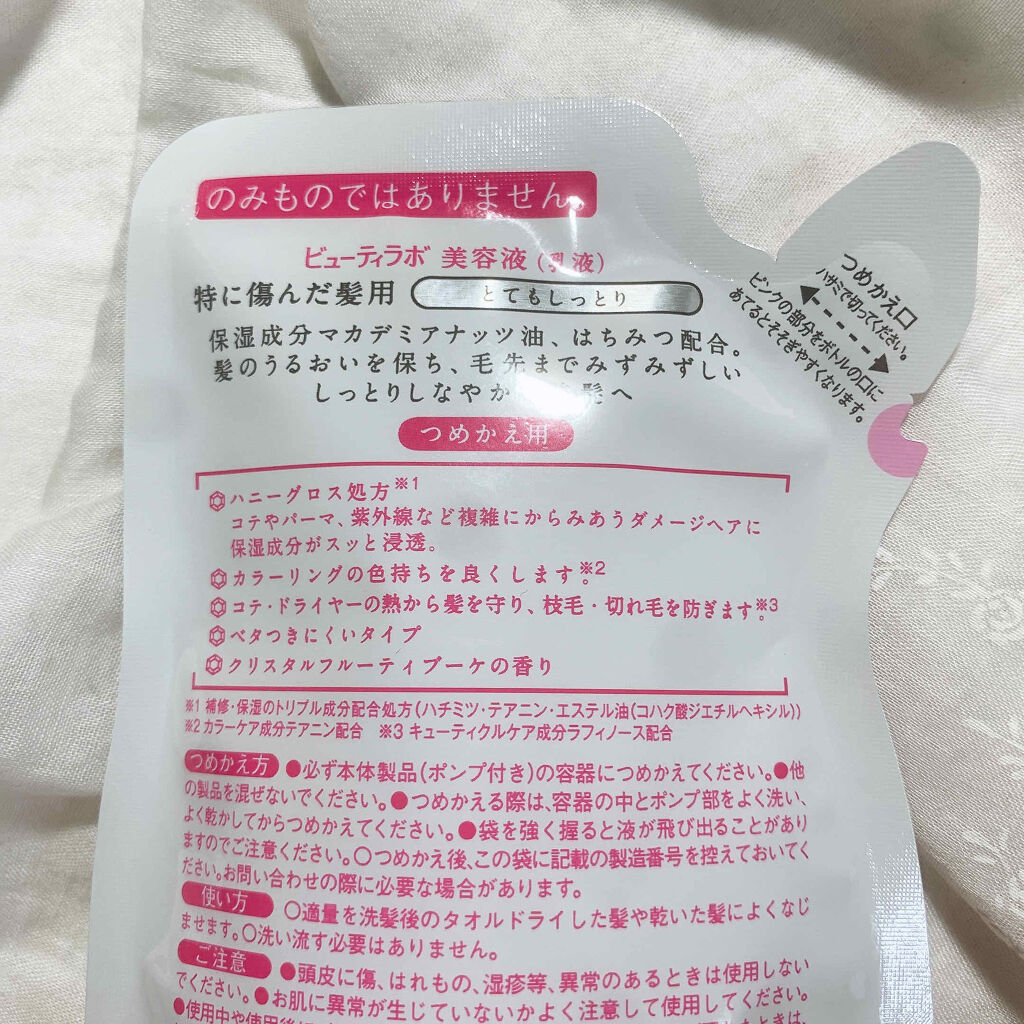 のみものではありません。
ビューティラボ 美容液(乳液)
特に傷んだ髪用 とてもしっとり
保湿成分マカデミアナッツ油、はちみつ配合。
髪のうるおいを保ち、毛先までみずみずしい
しっとりしなやか 髪へ
つめかえ用
つめかえ口
ハサミで切ってください。
ピンクの部分をボトルの口に
あてるとそそぎやすくなります。
ハニーグロス処方※1
コテやパーマ、紫外線など複雑にからみあうダメージヘアに
保湿成分がスッと浸透。
カラーリングの色持ちを良くします。※2
コテ・ドライヤーの熱から髪を守り、枝毛・切れ毛を防ぎます。※3
ベタつきにくいタイプ
クリスタルフルーティブーケの香り
※1 補修・保湿のトリプル成分配合処方(ハチミツ・テアニン・エステル油(コハク酸ジエチルヘキシル))
※2 カラーケア成分テアニン配合 ※3 キューティクルケア成分ラフィノース配合
つめかえ方 ●必ず本体製品(ポンプ付き)の容器につめかえてください。●他
の製品を混ぜないでください。●つめかえる際は、容器の中とポンプ部をよく洗い、
よく乾かしてからつめかえてください。●袋を強く握ると液が飛び出ることがあり
ますのでご注意ください。○つめかえ後、この袋に記載の製造番号を控えておいてく
ださい。お問い合わせの際に必要な場合があります。
使い方 ○適量を洗髪後のタオルドライした髪や乾いた髪によくなじ
ませます。○洗い流す必要はありません。
ご注意 ●頭皮に傷、はれもの、湿疹等、異常のあるときは使用しない
でください。●お肌に異常が生じていないかよく注意して使用してください。
●使用中や使用後に